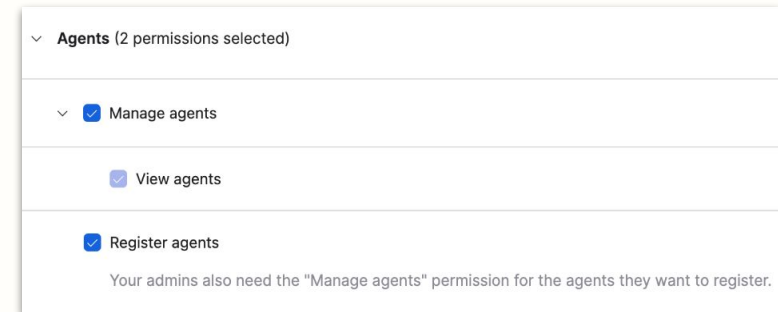 Agents (2 permissions selected)
Manage agents
View agents
Register agents
Your admins also need the "Manage agents" permission for the agents they want to register.